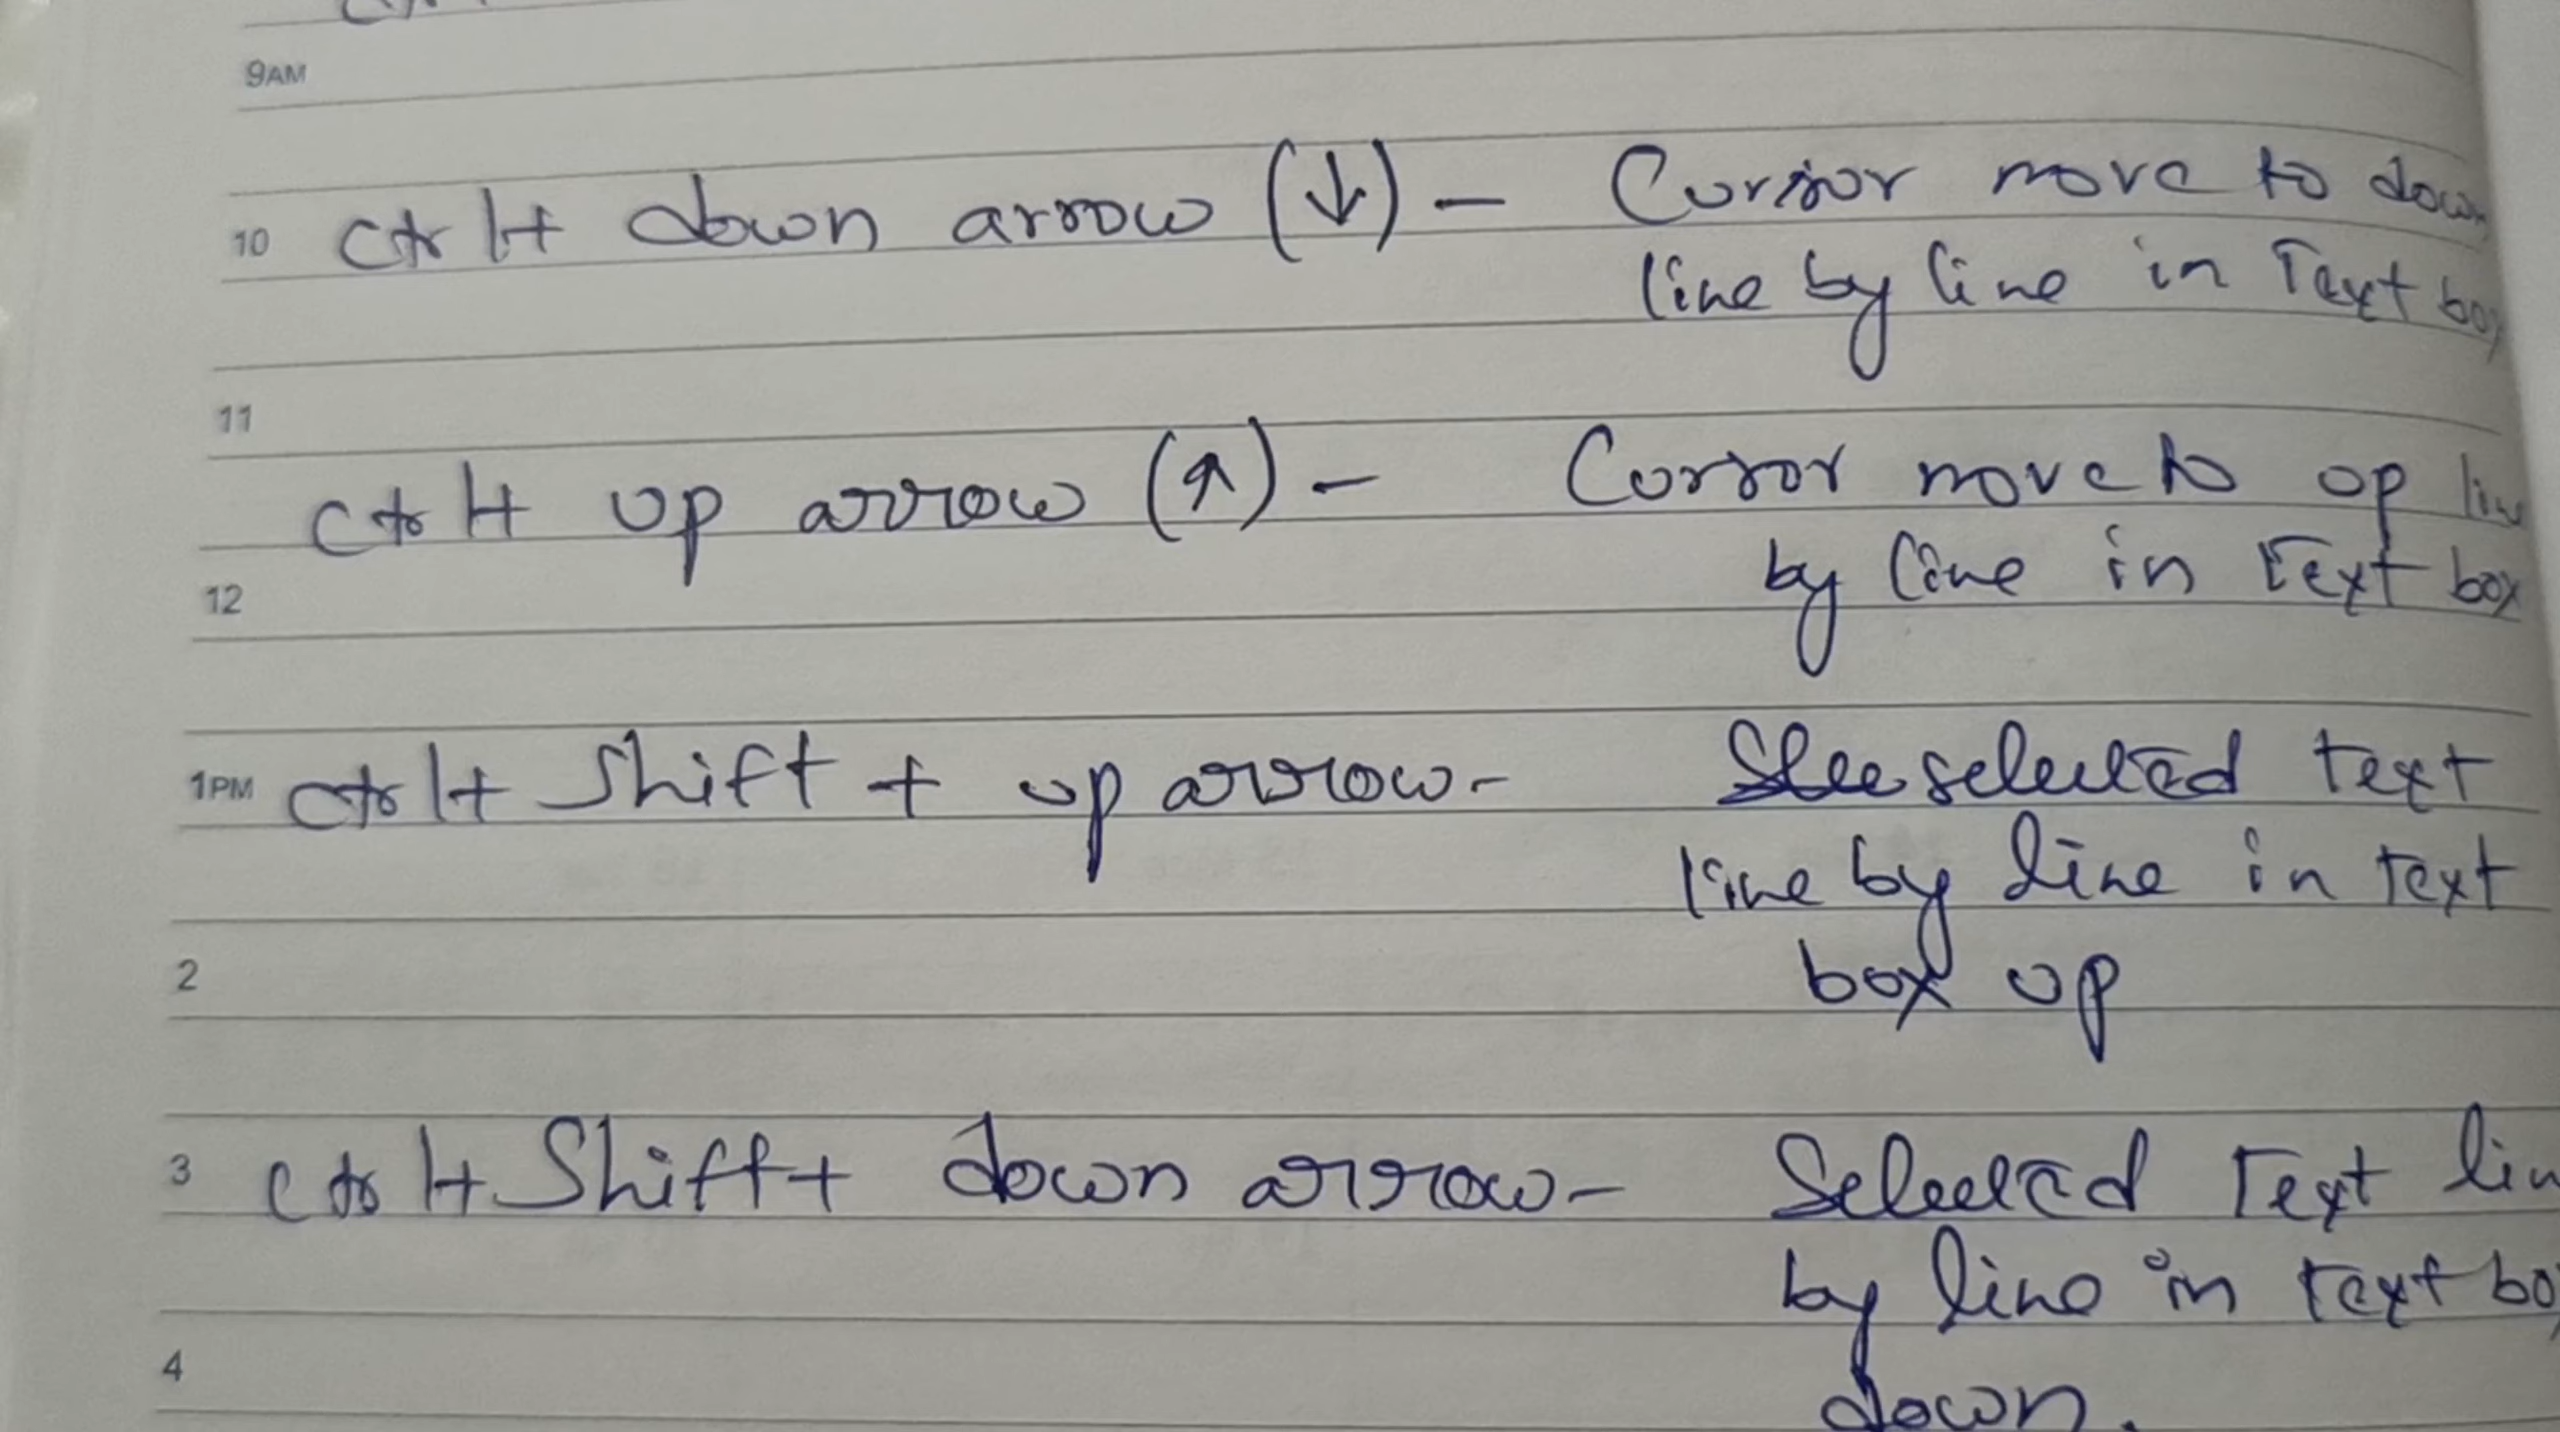 9AM
10 Ctrl+ down arrow (↓) - Cursor move to down
line by line in Text box
11
Ctrl+ up arrow (↑) - Cursor move to up line
12 by line in Text box
1PM Ctrl+ Shift + up arrow - selected text
line by line in text
2 box up
3 Ctrl+ Shift + down arrow - Selected Text lin
by line in text bo
4
down.